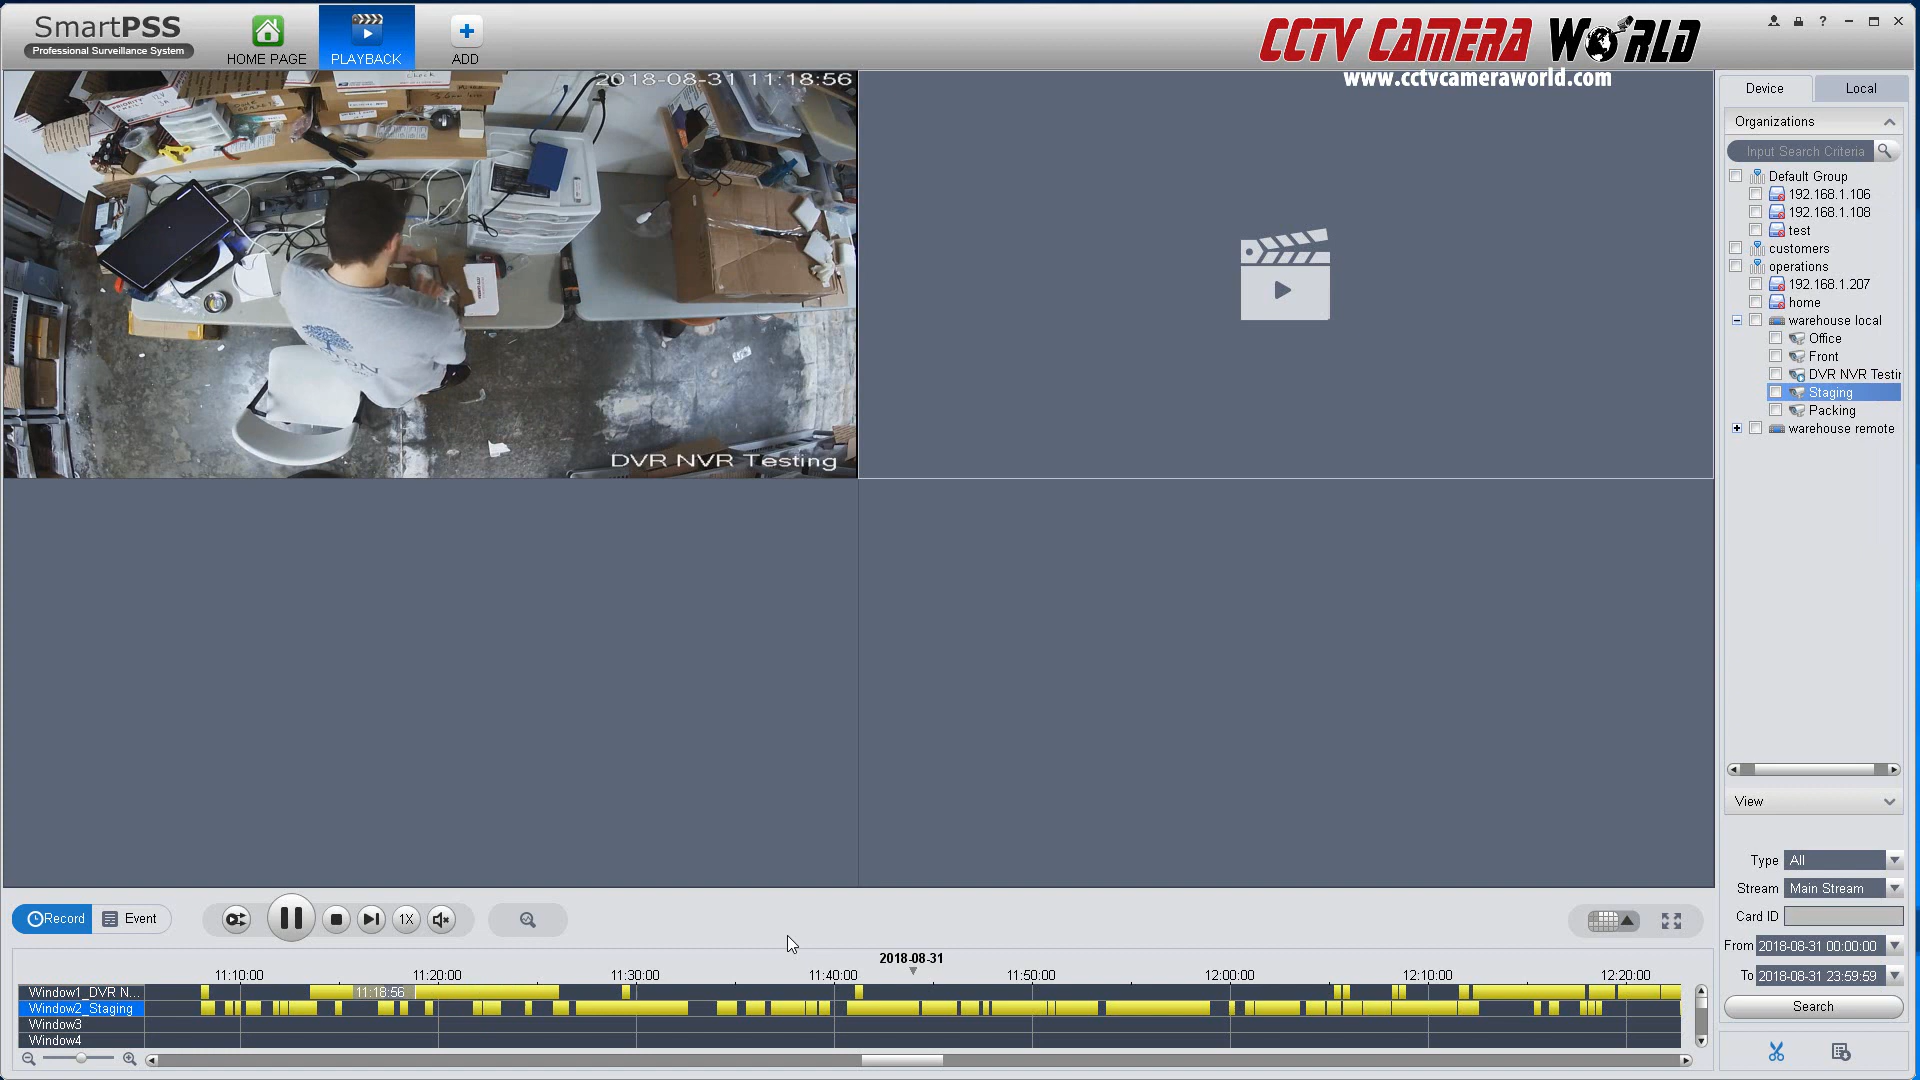 SmartPSS
Professional Surveillance System
HOME PAGE
PLAYBACK
ADD
CCTV CAMERA WORLD
www.cctvcameraworld.com
2018-08-31 11:18:56
PRIORITY
DVR NVR Testing
Device
Local
Organizations
Input Search Criteria
Default Group
192.168.1.106
192.168.1.108
test
customers
operations
192.168.1.207
home
warehouse local
Office
Front
DVR NVR Testin
Staging
Packing
warehouse remote
View
Type All
Stream Main Stream
Card ID
From 2018-08-31 00:00:00
To 2018-08-31 23:59:59
Search
Record
Event
1X
2018-08-31
11:10:00 11:20:00 11:30:00 11:40:00 11:50:00 12:00:00 12:10:00 12:20:00
Window1_DVR N...
11:18:56
Window2_Staging
Window3
Window4